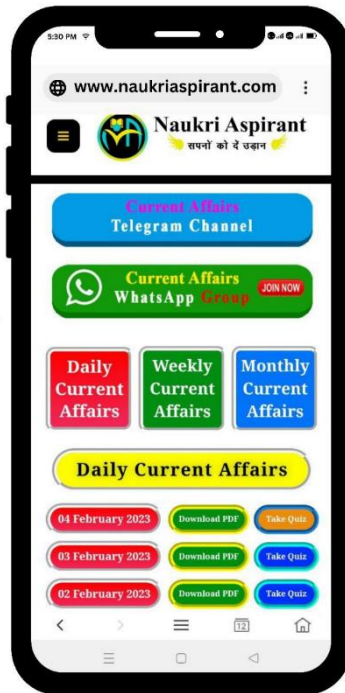 5:30 PM
www.naukriaspirant.com
Naukri Aspirant
सपनों को दें उड़ान
Current Affairs
Telegram Channel
Current Affairs
WhatsApp Group
JOIN NOW
Daily Current Affairs
Weekly Current Affairs
Monthly Current Affairs
Daily Current Affairs
04 February 2023 Download PDF Take Quiz
03 February 2023 Download PDF Take Quiz
02 February 2023 Download PDF Take Quiz
12